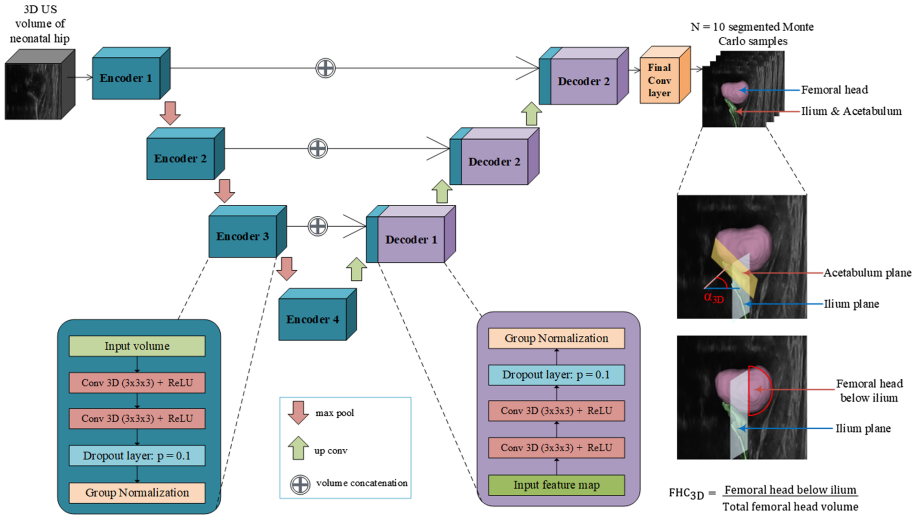 3D US
volume of
neonatal hip
Encoder 1
Decoder 2
Final
Conv
layer
N = 10 segmented Monte
Carlo samples
Femoral head
Ilium & Acetabulum
Encoder 2
Decoder 2
Encoder 3
Decoder 1
Encoder 4
Acetabulum plane
α3D
Ilium plane
Input volume
Conv 3D (3x3x3) + ReLU
Conv 3D (3x3x3) + ReLU
Dropout layer: p = 0.1
Group Normalization
max pool
up conv
volume concatenation
Group Normalization
Dropout layer: p = 0.1
Conv 3D (3x3x3) + ReLU
Conv 3D (3x3x3) + ReLU
Input feature map
Femoral head
below ilium
Ilium plane
FHC3D = Femoral head below ilium
Total femoral head volume